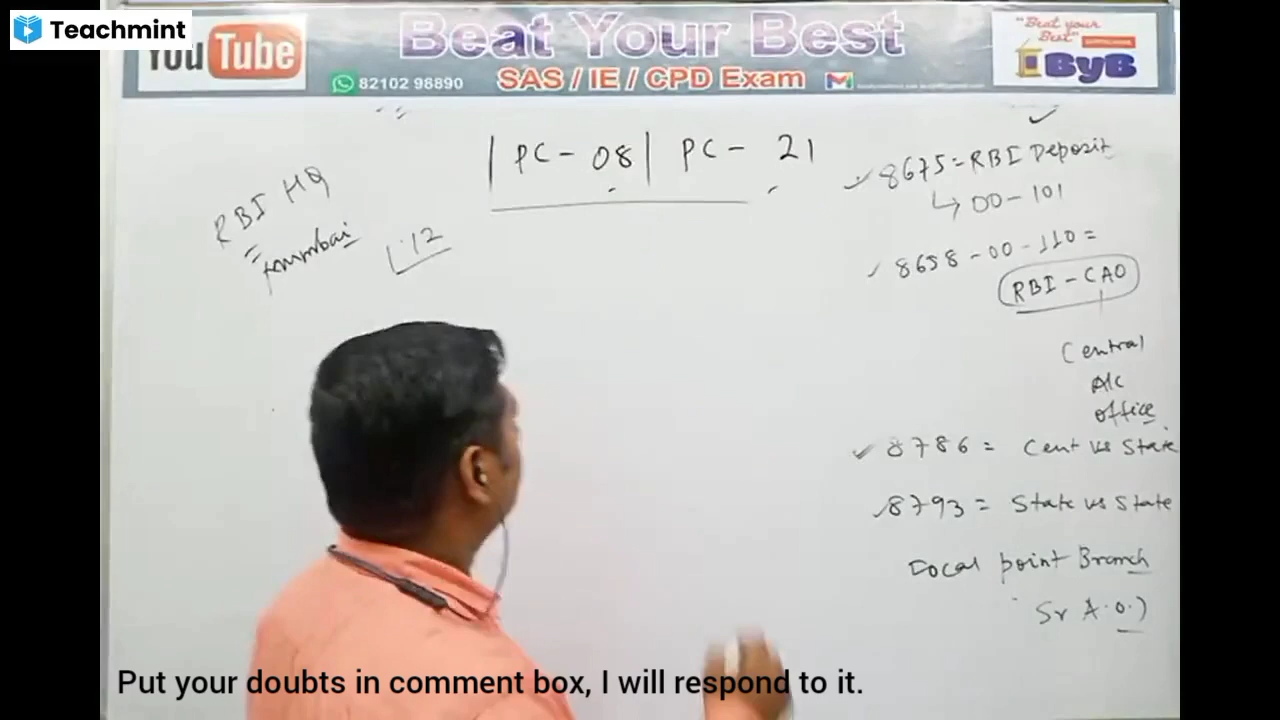 Teachmint
YouTube
Beat Your Best
SAS / IE / CPD Exam
82102 98890
"Beat your Best"
ByB
PC - 08 | PC - 21
RBI HQ
Mumbai
1.12
8675 = RBI Deposit
↳ 00-101
8658-00-110 =
RBI-CAO
Central
A/c
office
8786 = Cent vs State
8793 = State vs State
Focal point Branch
Sr A.O.)
Put your doubts in comment box, I will respond to it.